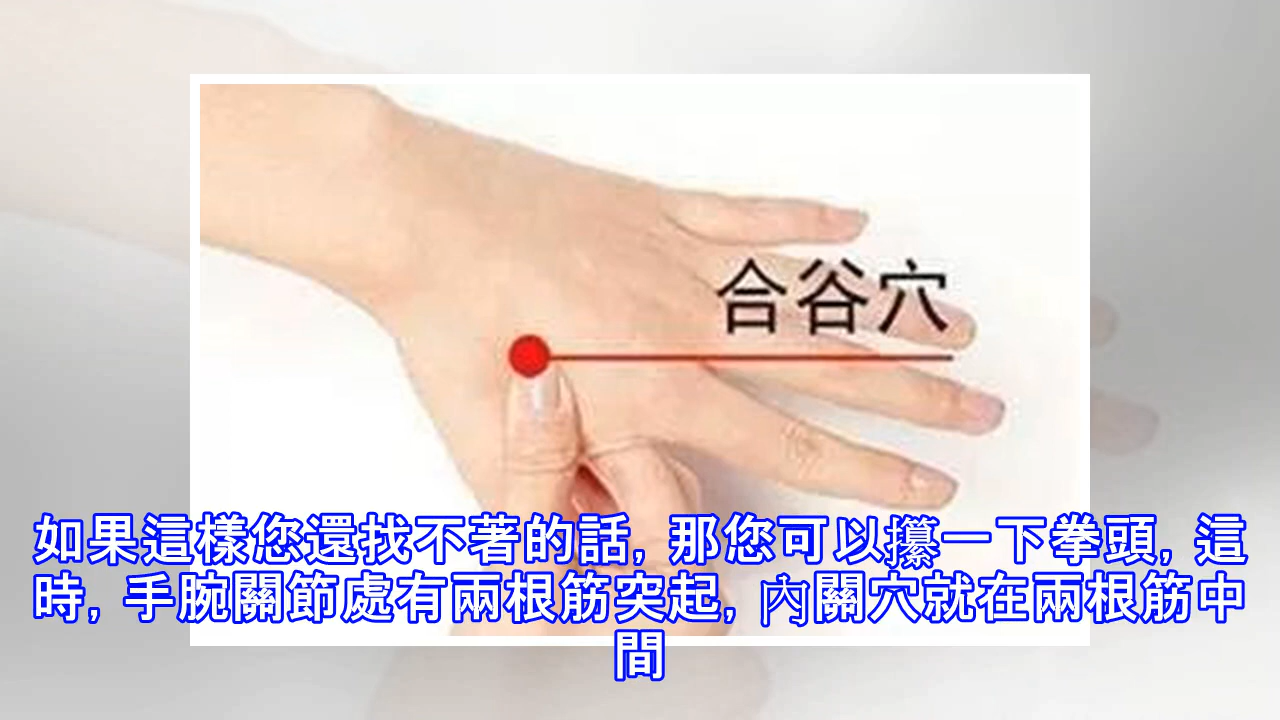 合谷穴
如果這樣您還找不著的話, 那您可以攥一下拳頭, 這
時, 手腕關節處有兩根筋突起, 內關穴就在兩根筋中
間